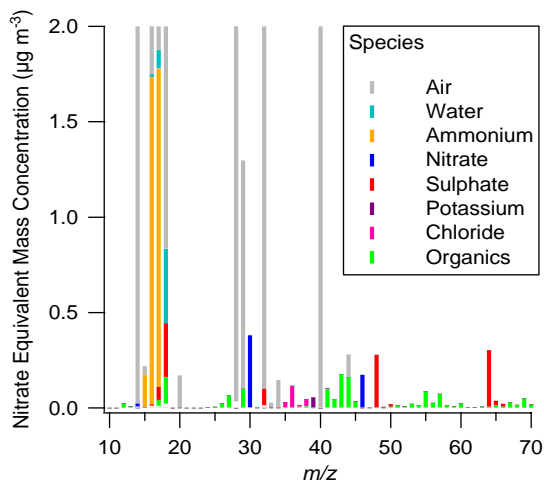 Nitrate Equivalent Mass Concentration (µg m-3)
2.0
1.5
1.0
0.5
0.0
10
20
30
40
50
60
70
m/z
Species
Air
Water
Ammonium
Nitrate
Sulphate
Potassium
Chloride
Organics